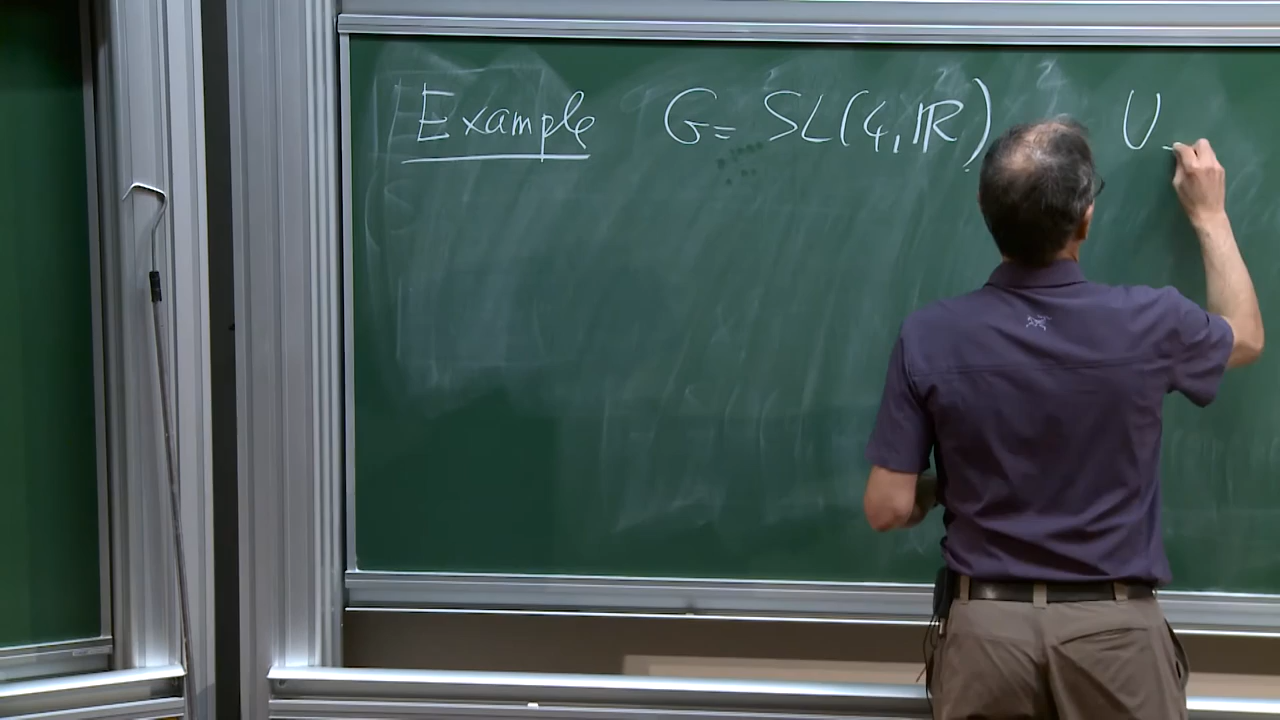 Example G = SL(4, ℝ) U